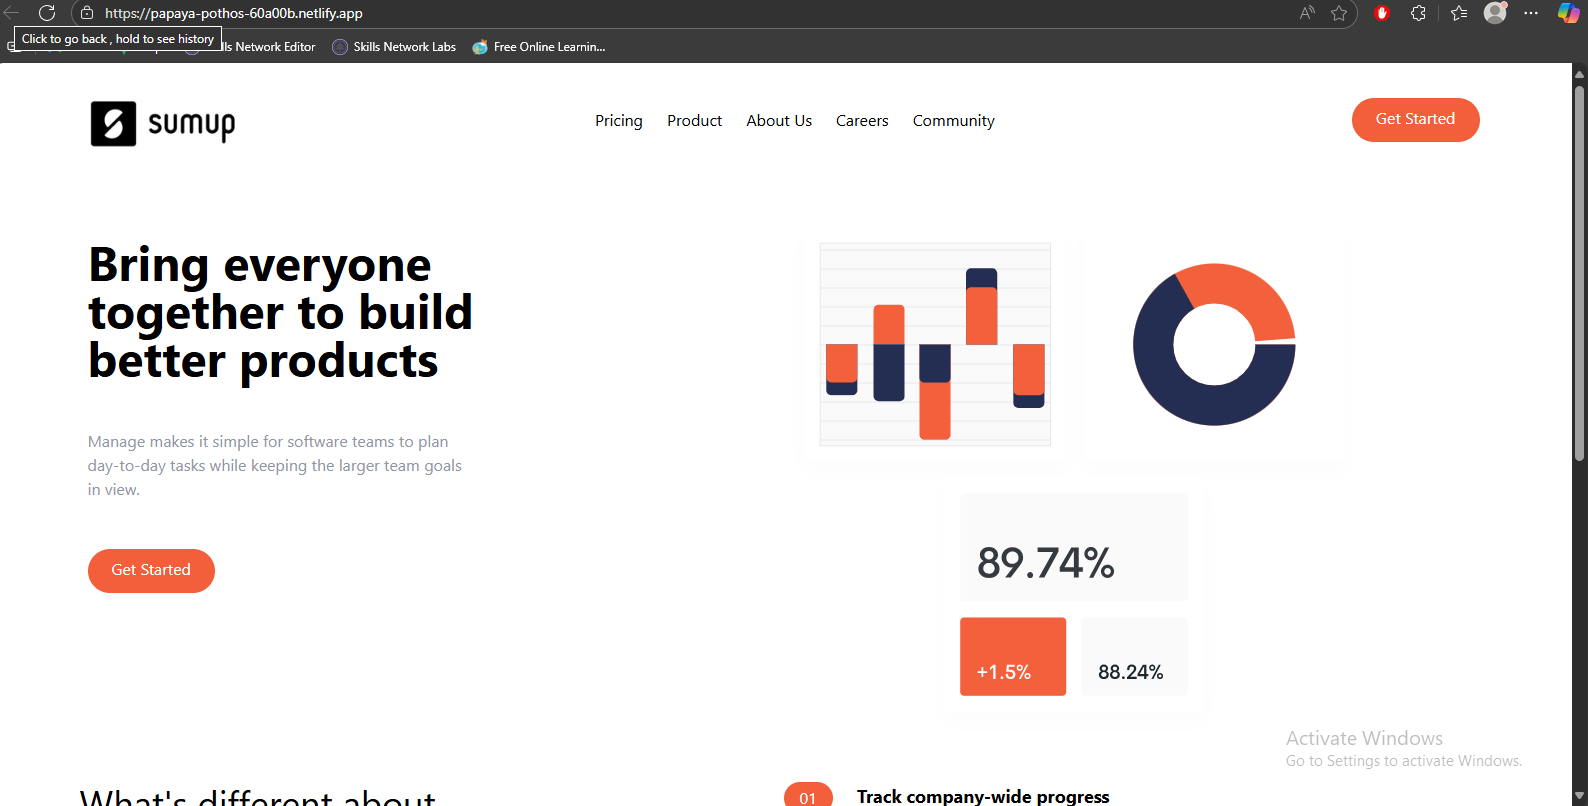 https://papaya-pothos-60a00b.netlify.app
Click to go back, hold to see history
lls Network Editor
Skills Network Labs
Free Online Learnin...
sumup
Pricing
Product
About Us
Careers
Community
Get Started
Bring everyone
together to build
better products
Manage makes it simple for software teams to plan
day-to-day tasks while keeping the larger team goals
in view.
Get Started
89.74%
+1.5%
88.24%
Activate Windows
Go to Settings to activate Windows.
What's different about
01
Track company-wide progress